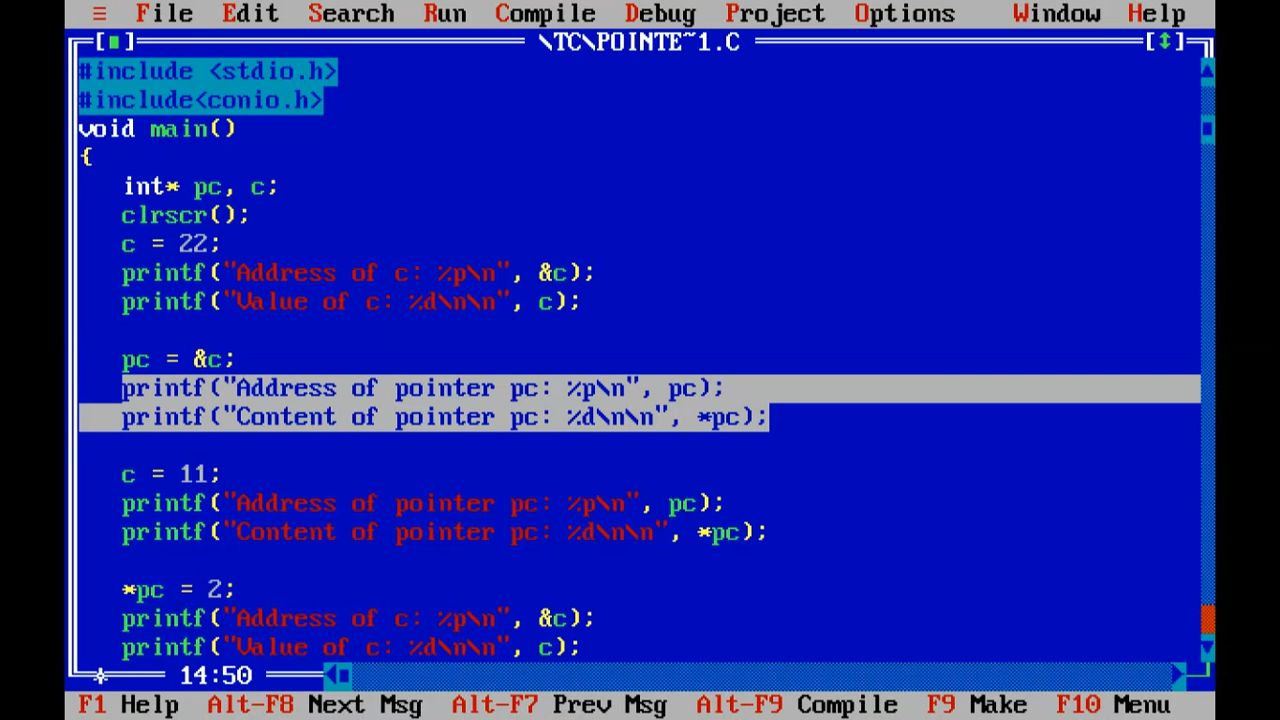 ≡ File Edit Search Run Compile Debug Project Options Window Help
[■] \TC\POINTE~1.C [↕]
#include <stdio.h>
#include<conio.h>
void main()
{
int* pc, c;
clrscr();
c = 22;
printf("Address of c: %p\n", &c);
printf("Value of c: %d\n\n", c);
pc = &c;
printf("Address of pointer pc: %p\n", pc);
printf("Content of pointer pc: %d\n\n", *pc);
c = 11;
printf("Address of pointer pc: %p\n", pc);
printf("Content of pointer pc: %d\n\n", *pc);
*pc = 2;
printf("Address of c: %p\n", &c);
printf("Value of c: %d\n\n", c);
14:50
F1 Help Alt-F8 Next Msg Alt-F7 Prev Msg Alt-F9 Compile F9 Make F10 Menu